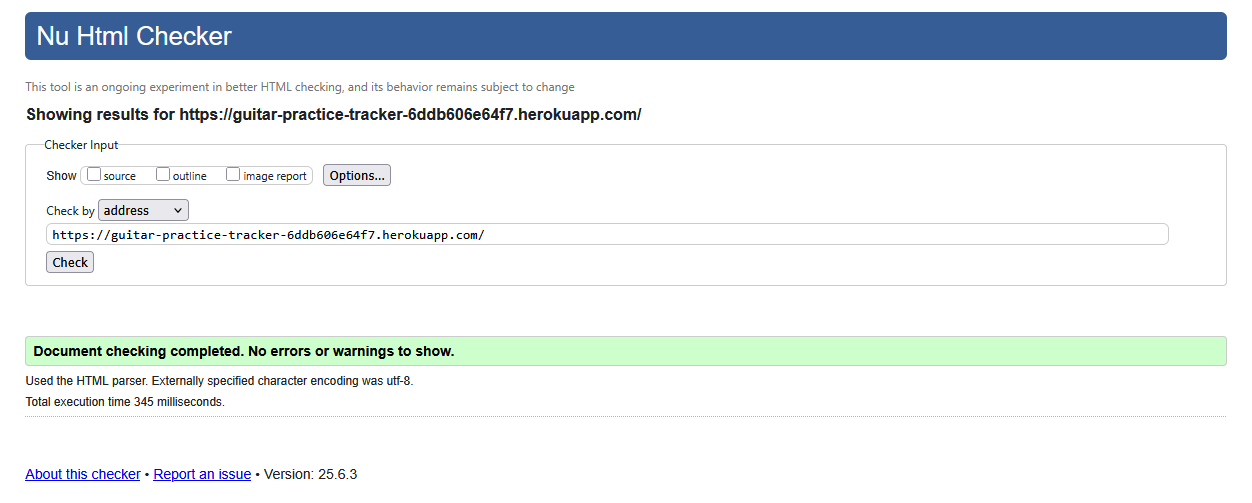 Nu Html Checker
This tool is an ongoing experiment in better HTML checking, and its behavior remains subject to change
Showing results for https://guitar-practice-tracker-6ddb606e64f7.herokuapp.com/
Checker Input
Show source outline image report Options...
Check by address
https://guitar-practice-tracker-6ddb606e64f7.herokuapp.com/
Check
Document checking completed. No errors or warnings to show.
Used the HTML parser. Externally specified character encoding was utf-8.
Total execution time 345 milliseconds.
About this checker • Report an issue • Version: 25.6.3